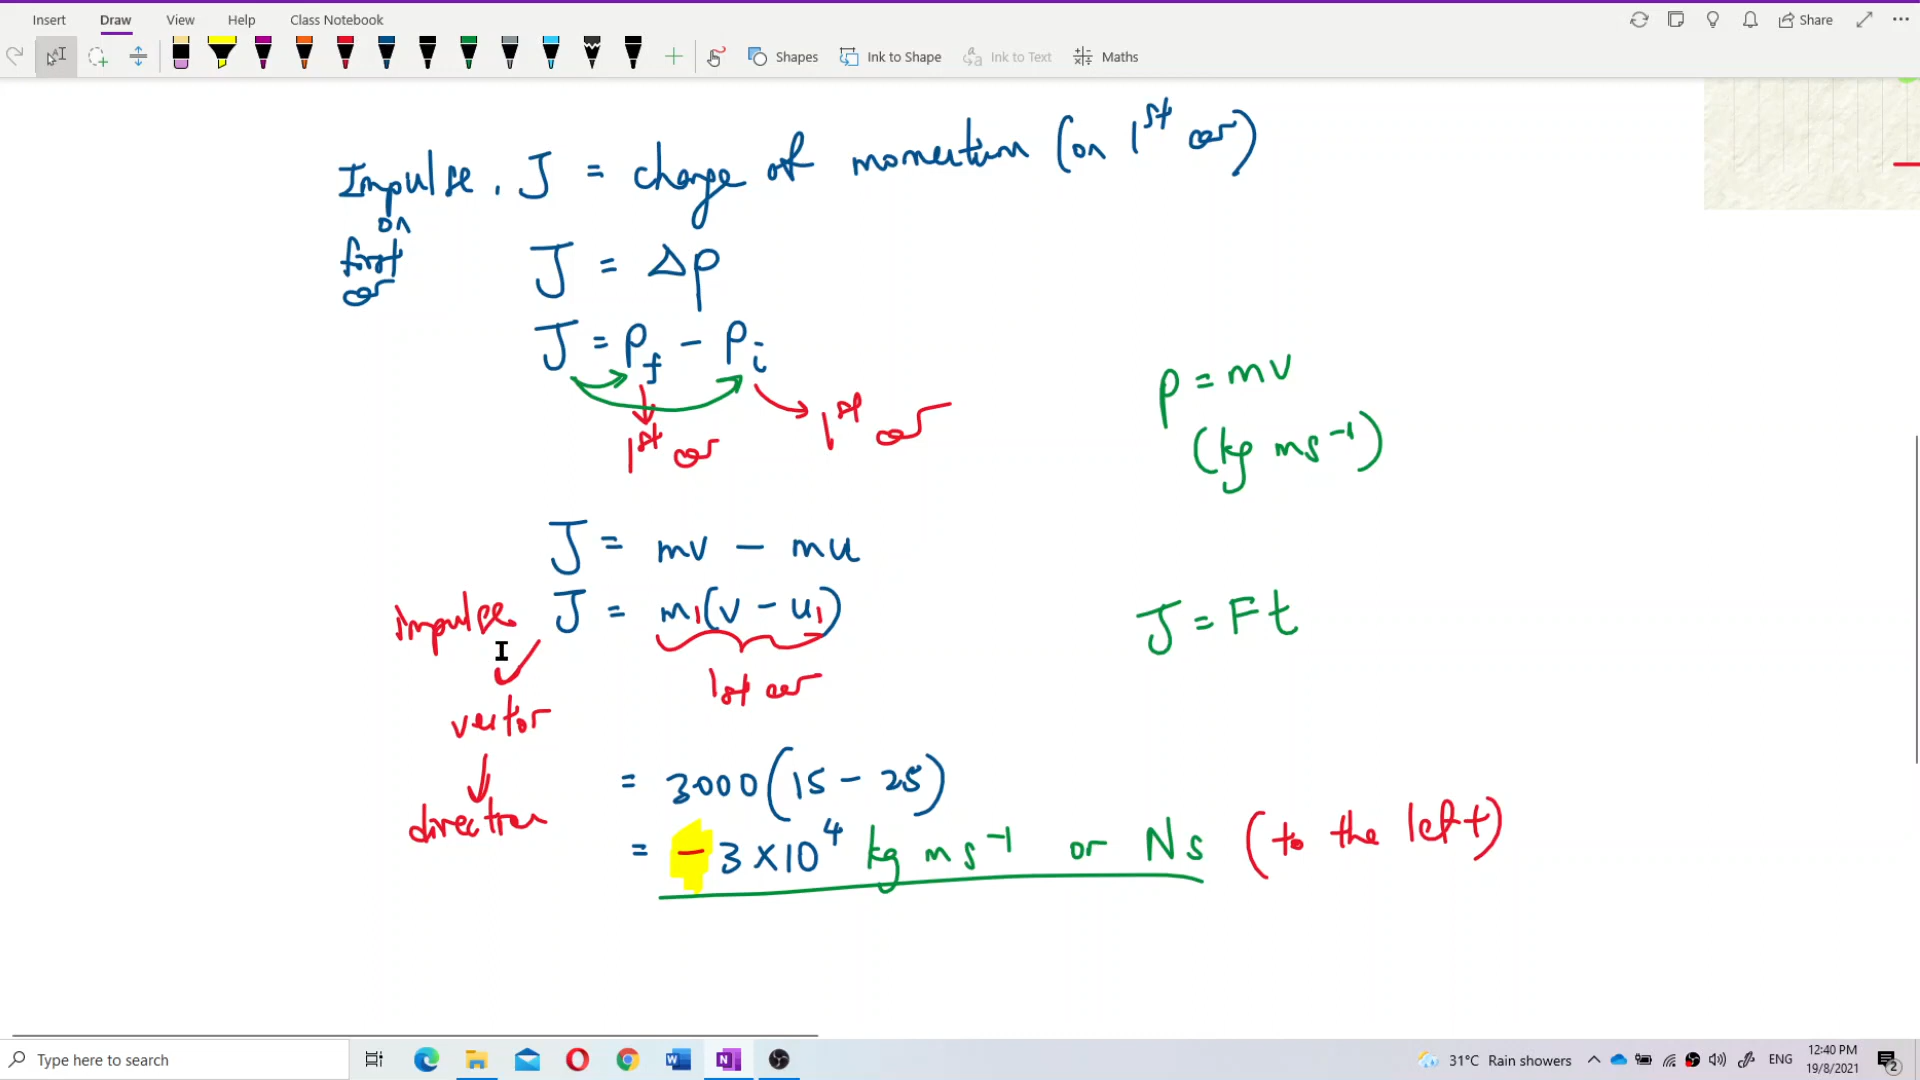 Insert Draw View Help Class Notebook
Share
Shapes Ink to Shape Ink to Text Maths
Impulse, J = change of momentum (on 1st car)
on
first
car
J = Δp
J = Pf - Pi
1st car
1st car
p = mv
(kg ms⁻¹)
J = mv - mu
impulse J = m1(v - u1)
J = Ft
1st car
vector
direction
= 3000(15 - 25)
= -3 × 10⁴ kg ms⁻¹ or Ns (to the left)
Type here to search
31°C Rain showers
ENG
12:40 PM
19/8/2021
2